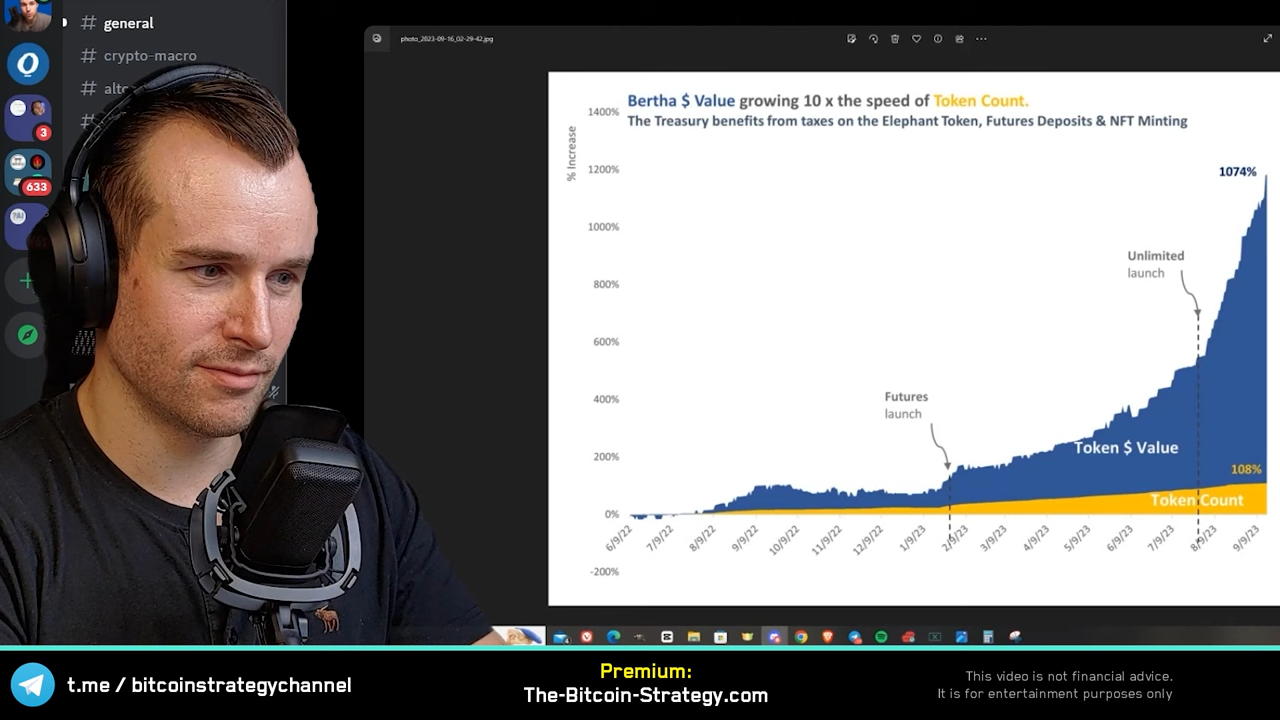 # general
# crypto-macro
# altc
3
633
photo_2023-09-16_02-29-42.jpg
Bertha $ Value growing 10 x the speed of Token Count.
The Treasury benefits from taxes on the Elephant Token, Futures Deposits & NFT Minting
% Increase
1400%
1200%
1000%
800%
600%
400%
200%
0%
-200%
1074%
Unlimited
launch
Futures
launch
Token $ Value
108%
Token Count
6/9/22
7/9/22
8/9/22
9/9/22
10/9/22
11/9/22
12/9/22
1/9/23
2/9/23
3/9/23
4/9/23
5/9/23
6/9/23
7/9/23
8/9/23
9/9/23
t.me / bitcoinstrategychannel
Premium:
The-Bitcoin-Strategy.com
This video is not financial advice.
It is for entertainment purposes only